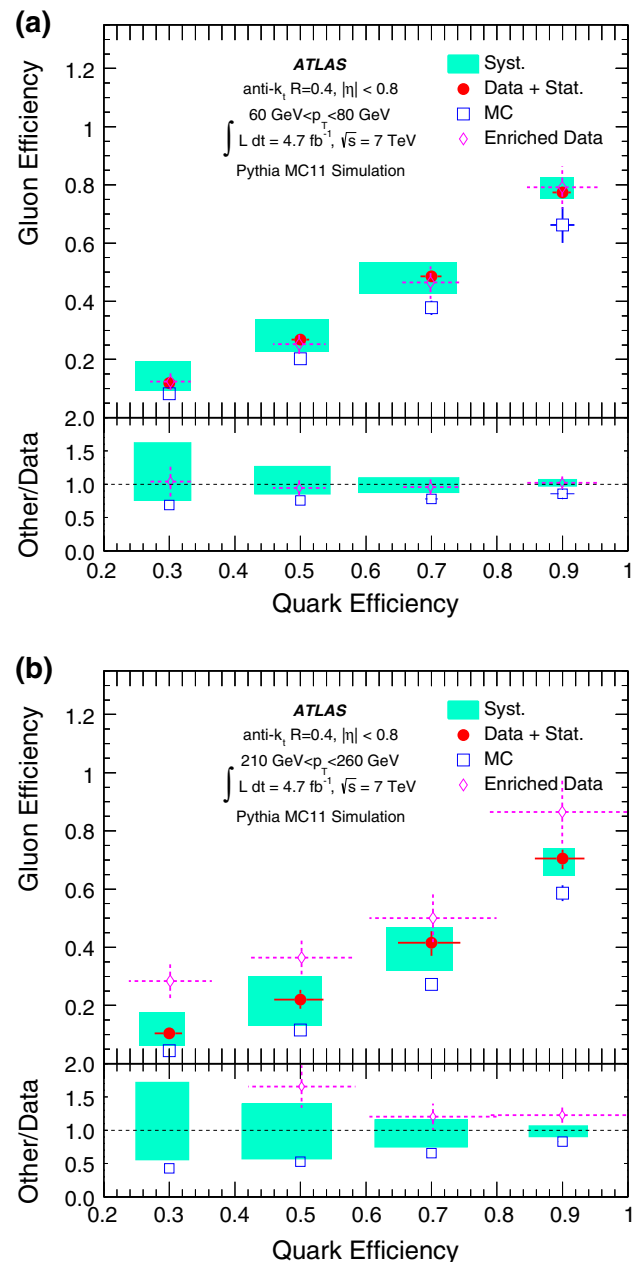 (a)
ATLAS
anti-kt R=0.4, |η| < 0.8
60 GeV<pT<80 GeV
∫ L dt = 4.7 fb-1, √s = 7 TeV
Pythia MC11 Simulation
Syst.
Data + Stat.
MC
Enriched Data
Gluon Efficiency
1.2
1
0.8
0.6
0.4
0.2
Other/Data
2.0
1.5
1.0
0.5
0.0
0.2 0.3 0.4 0.5 0.6 0.7 0.8 0.9 1
Quark Efficiency
(b)
ATLAS
anti-kt R=0.4, |η| < 0.8
210 GeV<pT<260 GeV
∫ L dt = 4.7 fb-1, √s = 7 TeV
Pythia MC11 Simulation
Syst.
Data + Stat.
MC
Enriched Data
Gluon Efficiency
1.2
1
0.8
0.6
0.4
0.2
Other/Data
2.0
1.5
1.0
0.5
0.0
0.2 0.3 0.4 0.5 0.6 0.7 0.8 0.9 1
Quark Efficiency